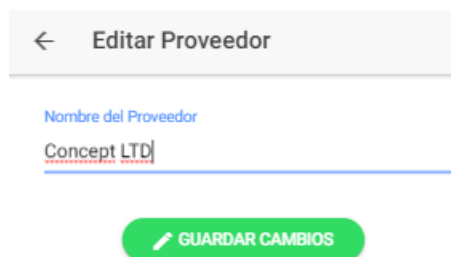 Editar Proveedor
Nombre del Proveedor
Concept LTD
GUARDAR CAMBIOS